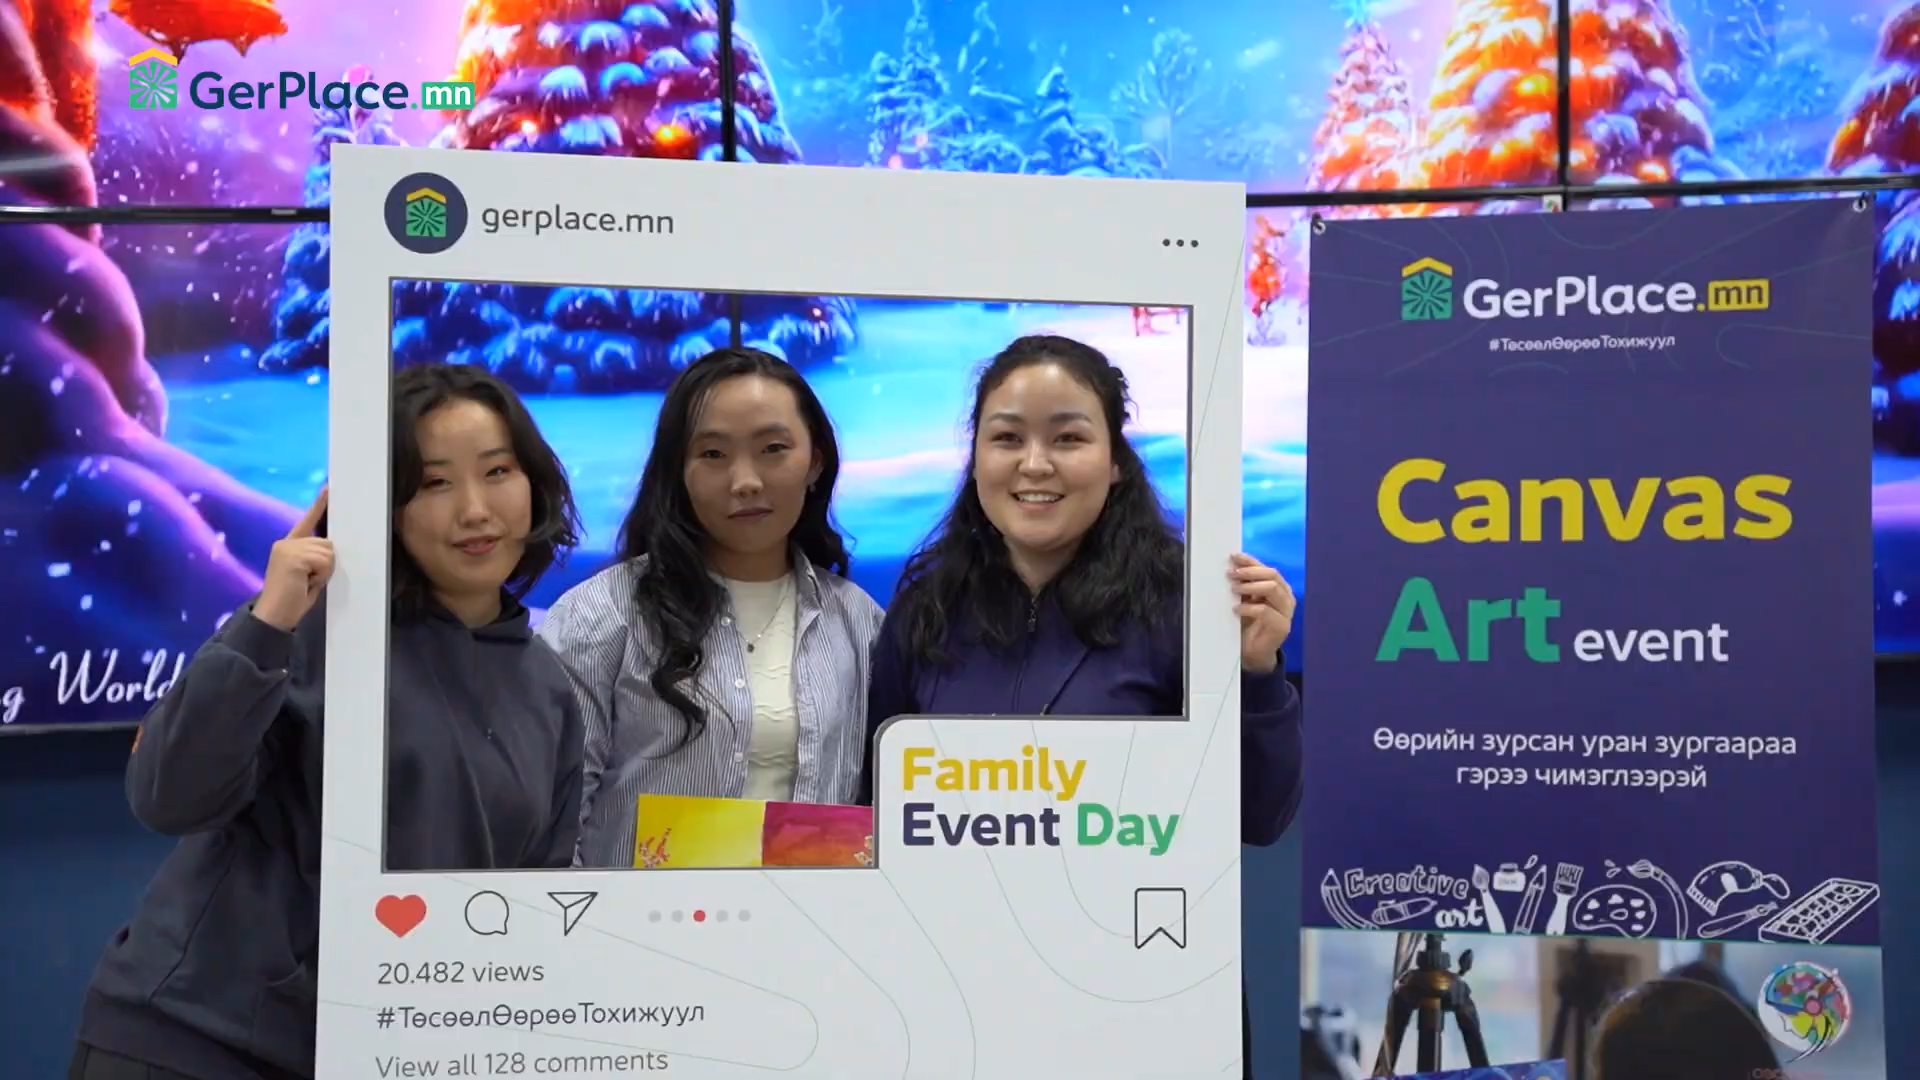 GerPlace.mn
gerplace.mn
Family
Event Day
20.482 views
#ТөсөөлӨөрөөТохижуул
View all 128 comments
World
GerPlace.mn
#ТөсөөлӨөрөөТохижуул
Canvas
Art event
Өөрийн зурсан уран зургаараа
гэрээ чимэглээрэй
Creative
art